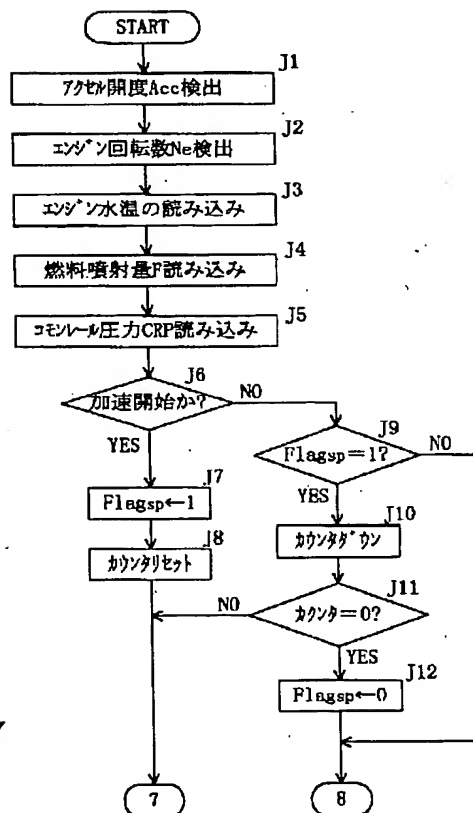 START
J1
アクセル開度Acc検出
J2
エンジン回転数Ne検出
J3
エンジン水温の読み込み
J4
燃料噴射量F読み込み
J5
コモンレール圧力CRP読み込み
J6
加速開始か?
NO
YES
J7
Flagsp←1
J8
カウンタリセット
J9
Flagsp=1?
NO
YES
J10
カウンタダウン
J11
カクンタ=0?
NO
YES
J12
Flagsp←0
7
8